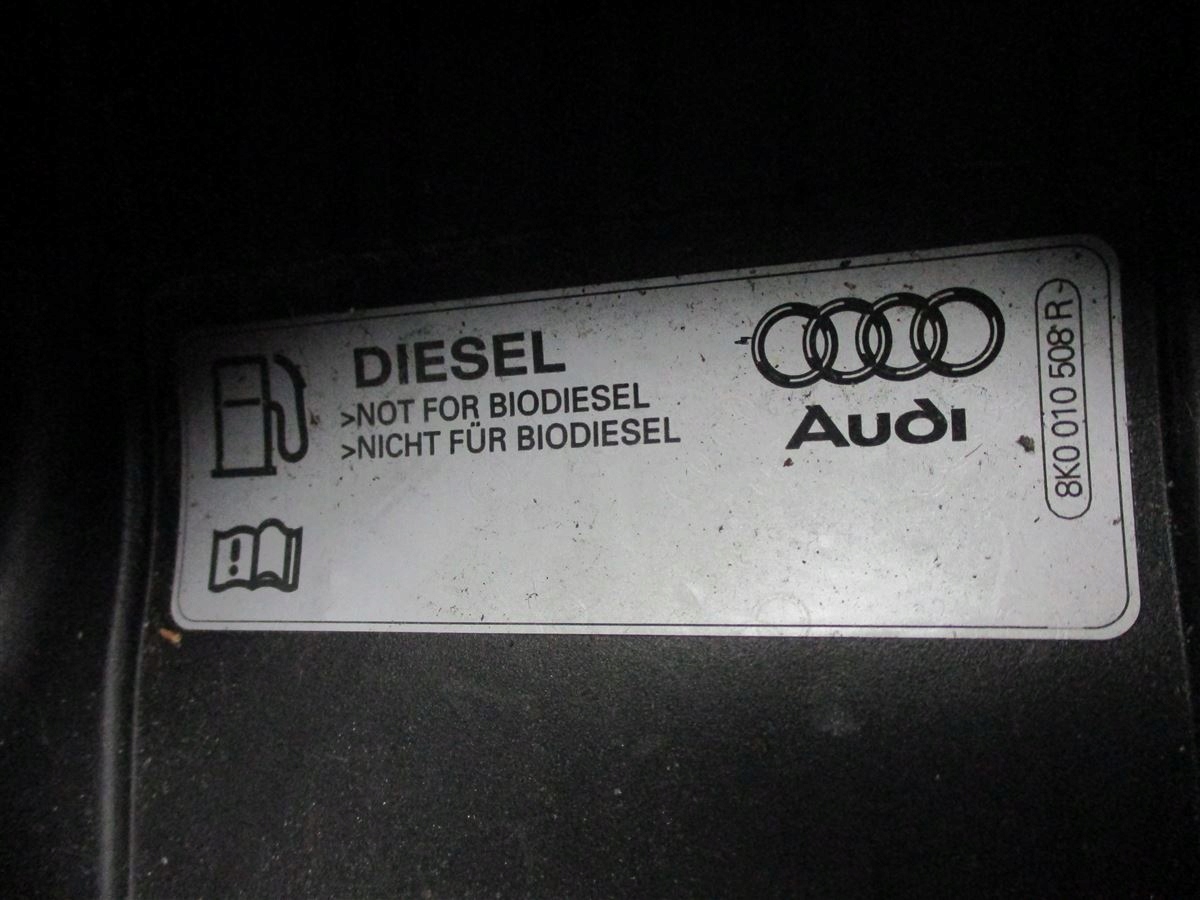 DIESEL
>NOT FOR BIODIESEL
>NICHT FÜR BIODIESEL
Audi
8K0 010 508 R